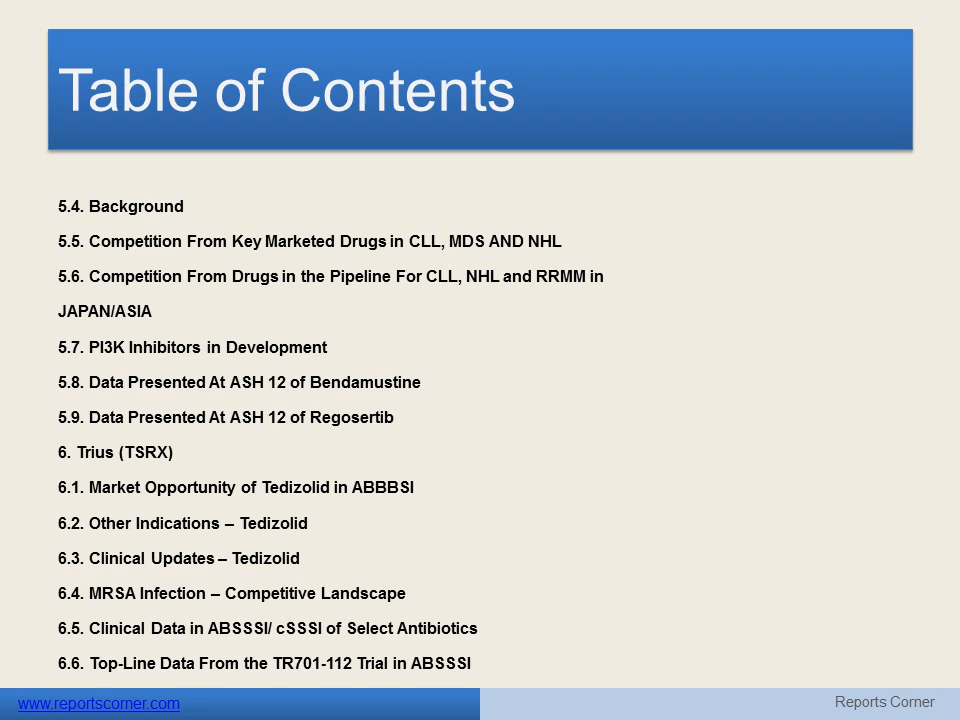 Table of Contents
5.4. Background
5.5. Competition From Key Marketed Drugs in CLL, MDS AND NHL
5.6. Competition From Drugs in the Pipeline For CLL, NHL and RRMM in
JAPAN/ASIA
5.7. PI3K Inhibitors in Development
5.8. Data Presented At ASH 12 of Bendamustine
5.9. Data Presented At ASH 12 of Regosertib
6. Trius (TSRX)
6.1. Market Opportunity of Tedizolid in ABBBSI
6.2. Other Indications – Tedizolid
6.3. Clinical Updates – Tedizolid
6.4. MRSA Infection – Competitive Landscape
6.5. Clinical Data in ABSSSI/ cSSSI of Select Antibiotics
6.6. Top-Line Data From the TR701-112 Trial in ABSSSI
www.reportscorner.com
Reports Corner